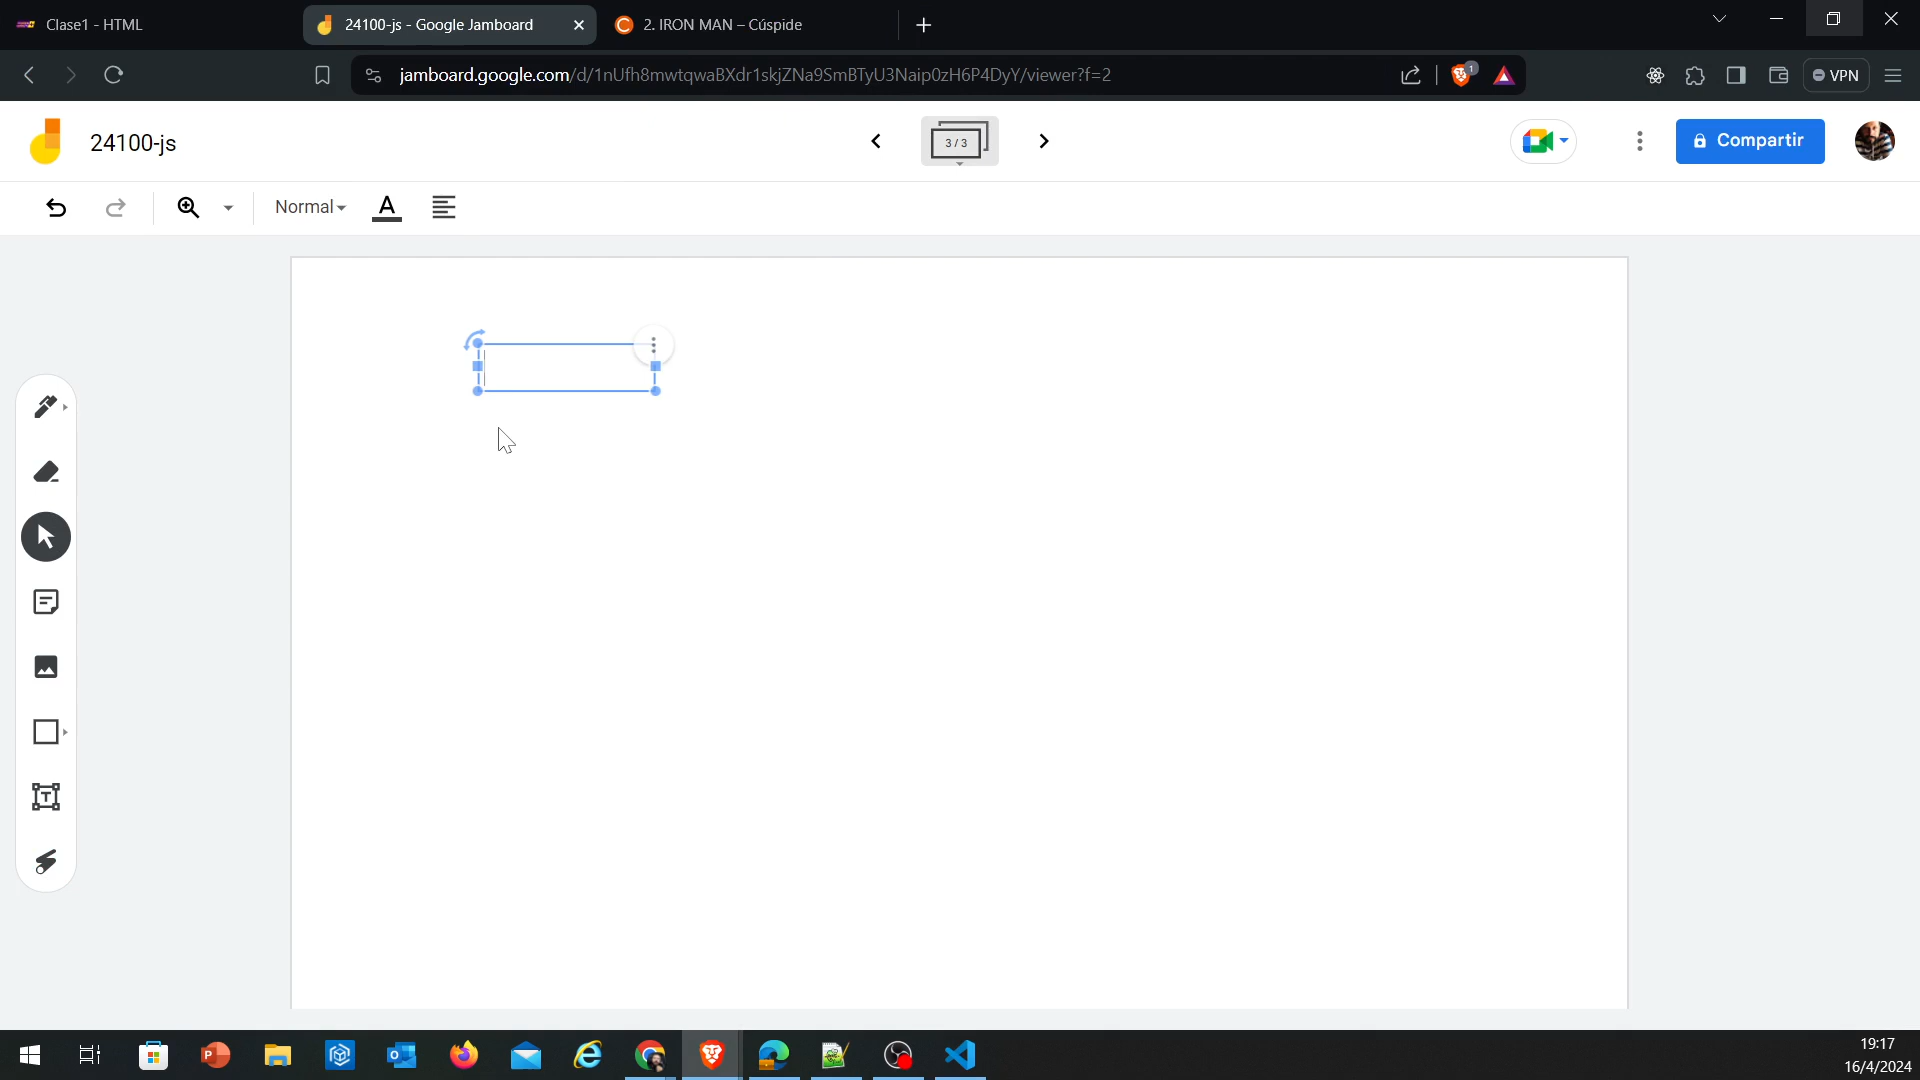 Clase1 - HTML
24100-js - Google Jamboard
2. IRON MAN – Cúspide
jamboard.google.com/d/1nUfh8mwtqwaBXdr1skjZNa9SmBTyU3Naip0zH6P4DyY/viewer?f=2
1
VPN
24100-js
3 / 3
Compartir
Normal
A
T
19:17
16/4/2024